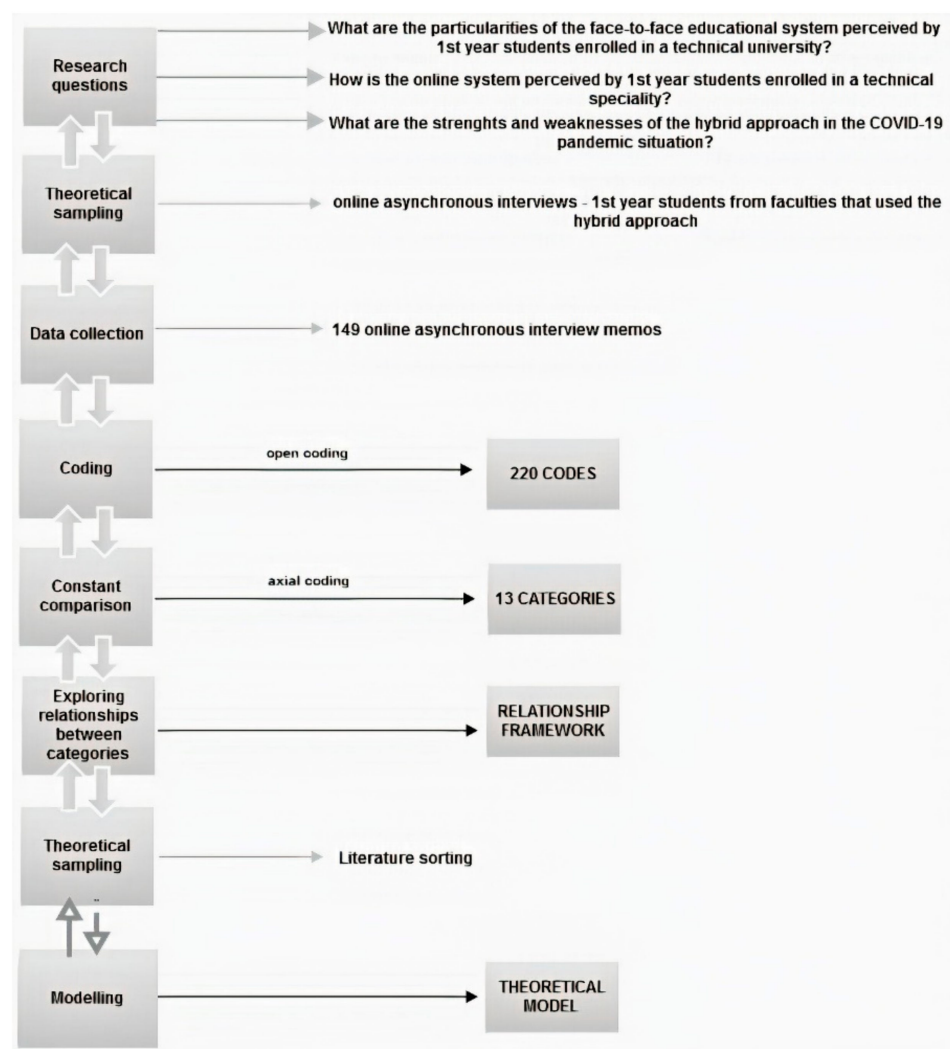 What are the particularities of the face-to-face educational system perceived by
1st year students enrolled in a technical university?
Research
questions
How is the online system perceived by 1st year students enrolled in a technical
speciality?
What are the strenghts and weaknesses of the hybrid approach in the COVID-19
pandemic situation?
Theoretical
sampling
online asynchronous interviews - 1st year students from faculties that used the
hybrid approach
Data collection
149 online asynchronous interview memos
Coding
open coding
220 CODES
Constant
comparison
axial coding
13 CATEGORIES
Exploring
relationships
between
categories
RELATIONSHIP
FRAMEWORK
Theoretical
sampling
..
Literature sorting
Modelling
THEORETICAL
MODEL